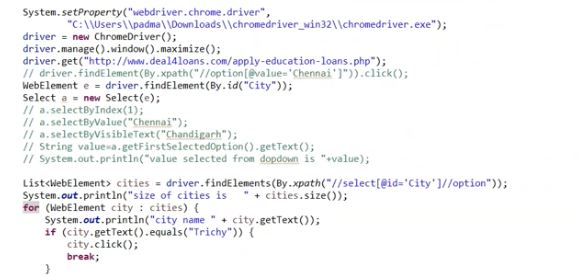 System.setProperty("webdriver.chrome.driver",
"C:\\Users\\padma\\Downloads\\chromedriver_win32\\chromedriver.exe");
driver = new ChromeDriver();
driver.manage().window().maximize();
driver.get("http://www.deal4loans.com/apply-education-loans.php");
// driver.findElement(By.xpath("//option[@value='Chennai']")).click();
WebElement e = driver.findElement(By.id("City"));
Select a = new Select(e);
// a.selectByIndex(1);
// a.selectByValue("Chennai");
// a.selectByVisibleText("Chandigarh");
// String value=a.getFirstSelectedOption().getText();
// System.out.println("value selected from dopdown is "+value);
List<WebElement> cities = driver.findElements(By.xpath("//select[@id='City']//option"));
System.out.println("size of cities is   " + cities.size());
for (WebElement city : cities) {
System.out.println("city name " + city.getText());
if (city.getText().equals("Trichy")) {
city.click();
break;
}